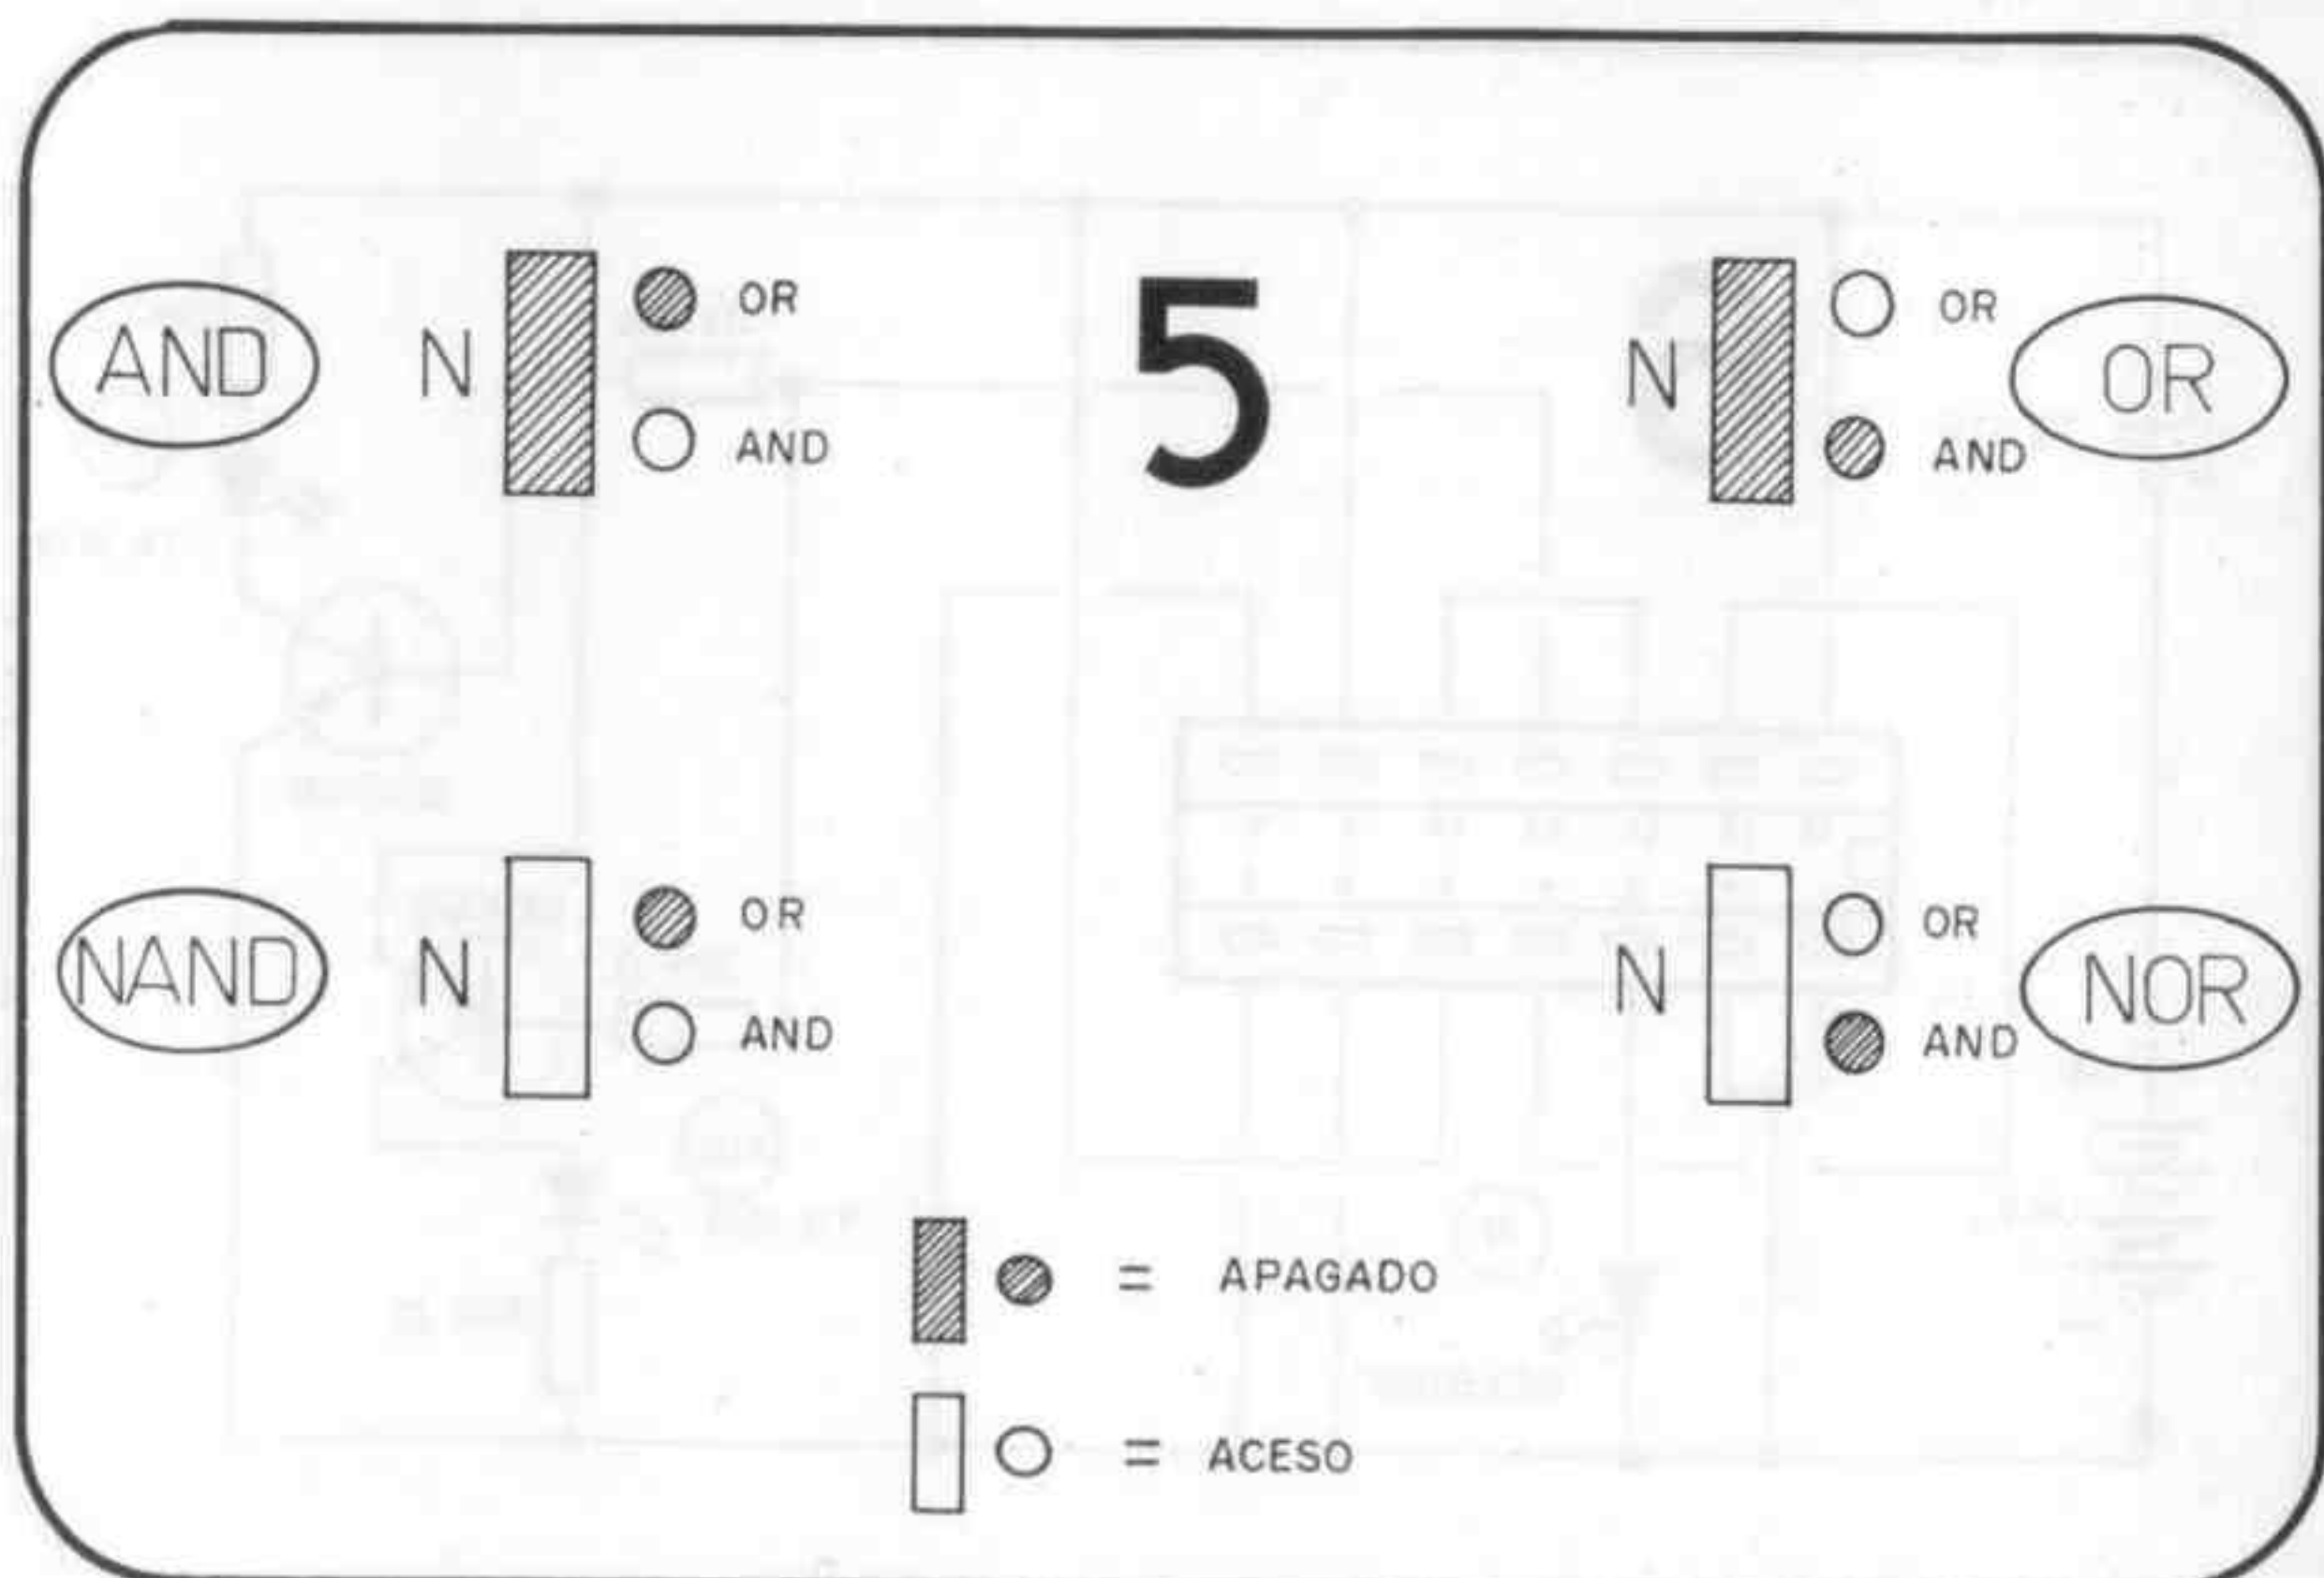 AND
N
OR
AND
5
N
OR
AND
OR
NAND
N
OR
AND
N
OR
AND
NOR
= APAGADO
= ACESO